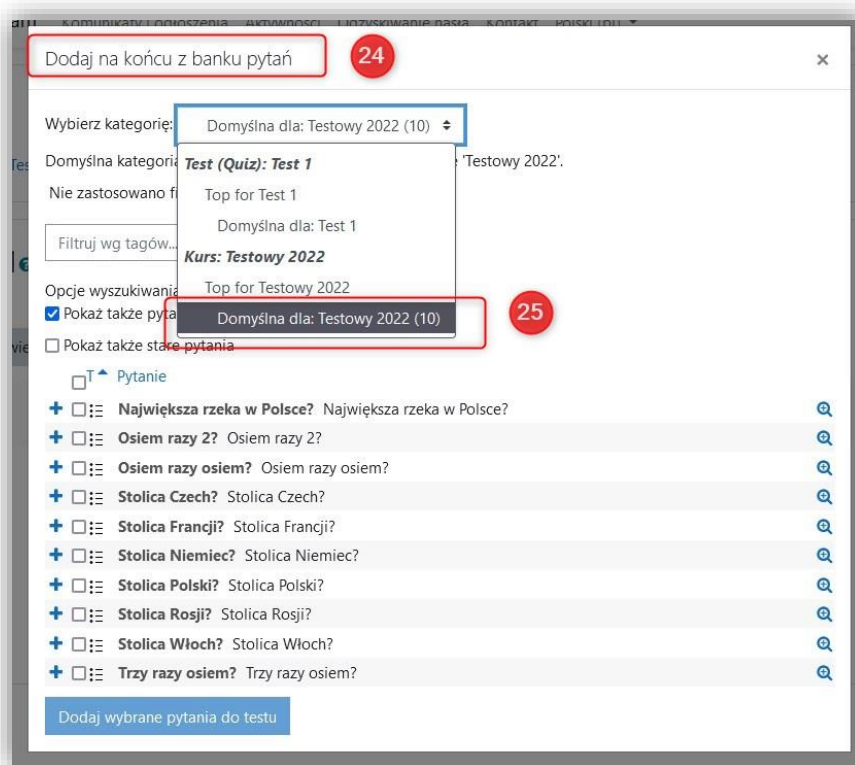 Komunikaty i ogłoszenia Aktywności Odzyskiwanie hasła Kontakt Polski
Dodaj na końcu z banku pytań
24
×
Wybierz kategorię: Domyślna dla: Testowy 2022 (10)
Domyślna 'Testowy 2022'.
Test (Quiz): Test 1
Nie zastosowano
Top for Test 1
Domyślna dla: Test 1
Filtruj wg tagów...
Kurs: Testowy 2022
Top for Testowy 2022
Opcje wyszukiwania
Domyślna dla: Testowy 2022 (10)
25
Pokaż także
Pokaż także stare pytania
T Pytanie
Największa rzeka w Polsce? Największa rzeka w Polsce?
Osiem razy 2? Osiem razy 2?
Osiem razy osiem? Osiem razy osiem?
Stolica Czech? Stolica Czech?
Stolica Francji? Stolica Francji?
Stolica Niemiec? Stolica Niemiec?
Stolica Polski? Stolica Polski?
Stolica Rosji? Stolica Rosji?
Stolica Włoch? Stolica Włoch?
Trzy razy osiem? Trzy razy osiem?
Dodaj wybrane pytania do testu